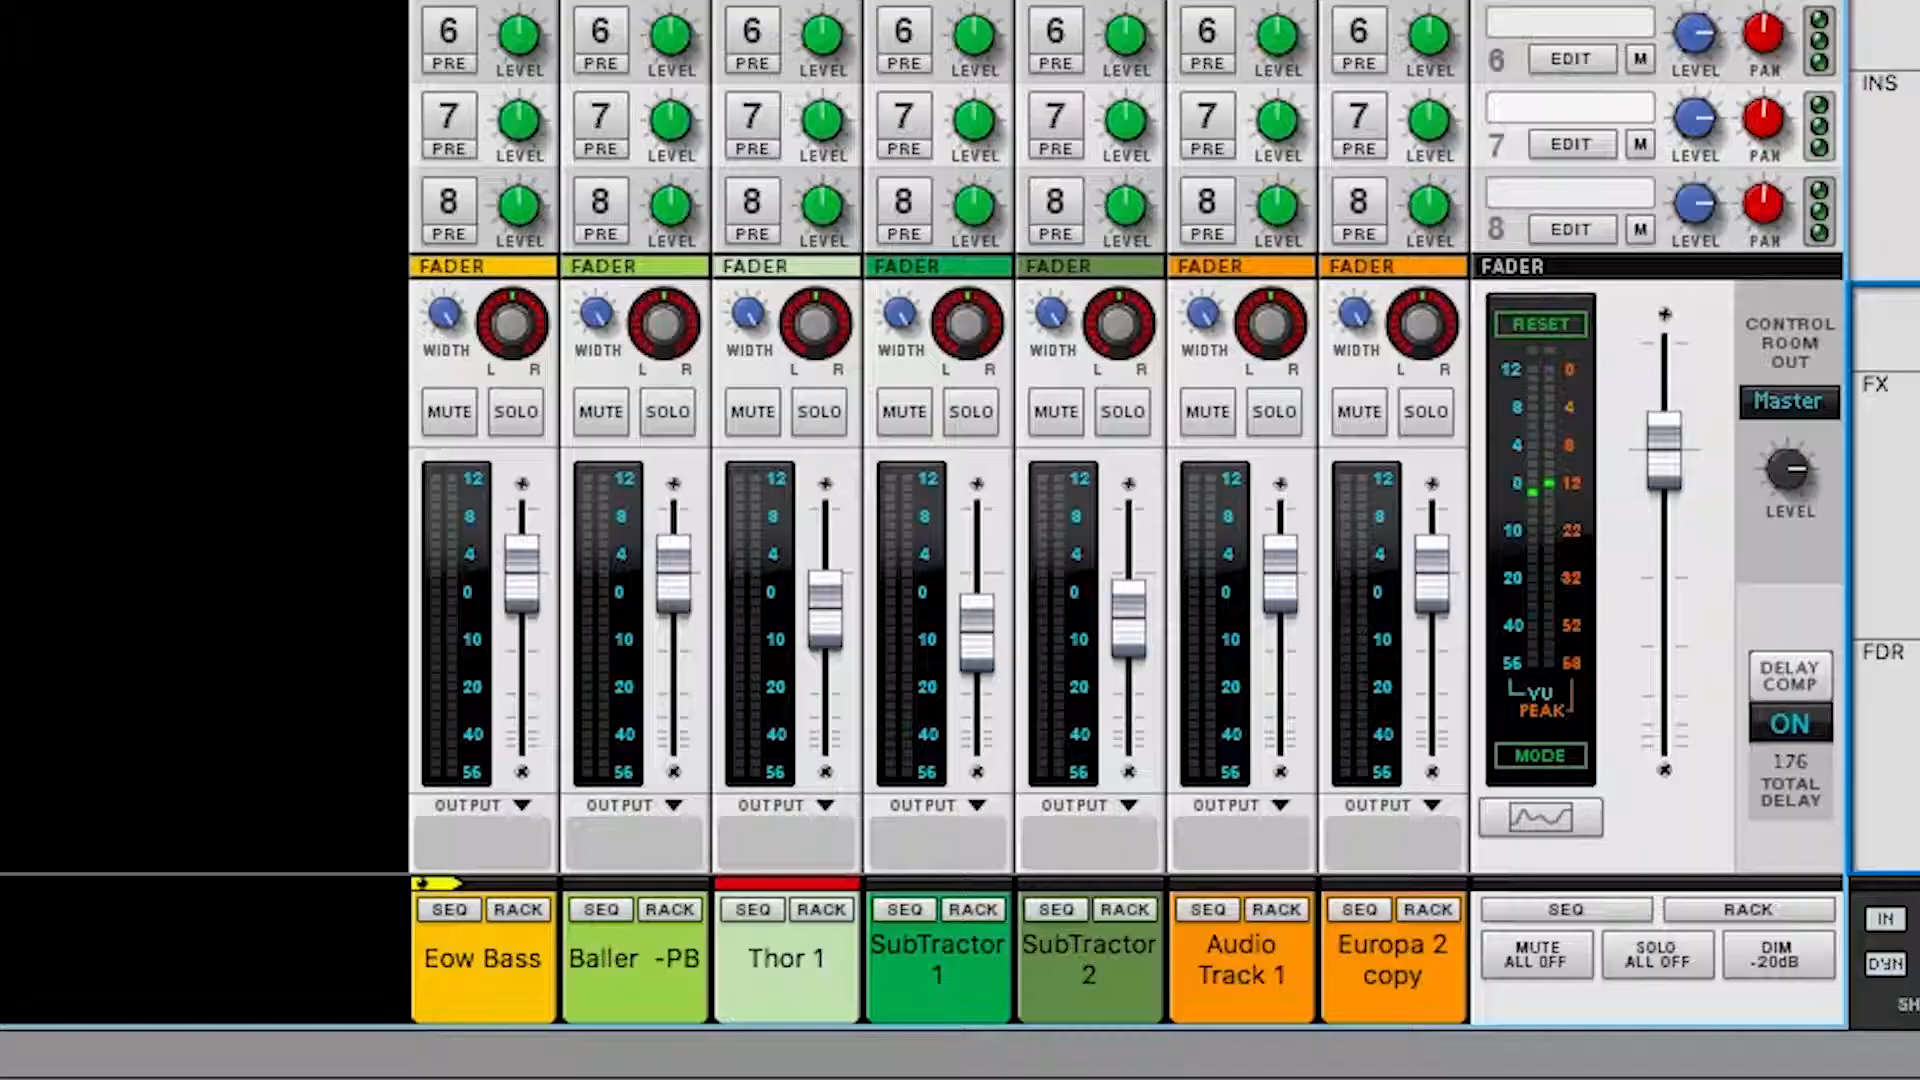 6 6 6 6 6 6 6
PRE LEVEL PRE LEVEL PRE LEVEL PRE LEVEL PRE LEVEL PRE LEVEL PRE LEVEL 6 EDIT M LEVEL PAN
INS
7 7 7 7 7 7 7
PRE LEVEL PRE LEVEL PRE LEVEL PRE LEVEL PRE LEVEL PRE LEVEL PRE LEVEL 7 EDIT M LEVEL PAN
8 8 8 8 8 8 8
PRE LEVEL PRE LEVEL PRE LEVEL PRE LEVEL PRE LEVEL PRE LEVEL PRE LEVEL 8 EDIT M LEVEL PAN
FADER FADER FADER FADER FADER FADER FADER FADER
WIDTH WIDTH WIDTH WIDTH WIDTH WIDTH WIDTH
L R L R L R L R L R L R L R
MUTE SOLO MUTE SOLO MUTE SOLO MUTE SOLO MUTE SOLO MUTE SOLO MUTE SOLO
12 12 12 12 12 12 12
8 8 8 8 8 8 8
4 4 4 4 4 4 4
0 0 0 0 0 0 0
10 10 10 10 10 10 10
20 20 20 20 20 20 20
40 40 40 40 40 40 40
56 56 56 56 56 56 56
OUTPUT OUTPUT OUTPUT OUTPUT OUTPUT OUTPUT OUTPUT
RESET
12 0
8 4
4 8
0 12
10 22
20 32
40 52
56 68
VU
PEAK
MODE
CONTROL
ROOM
OUT
Master
LEVEL
DELAY
COMP
ON
176
TOTAL
DELAY
FX
FDR
SEQ RACK SEQ RACK SEQ RACK SEQ RACK SEQ RACK SEQ RACK SEQ RACK SEQ RACK
Eow Bass
Baller -PB
Thor 1
SubTractor
1
SubTractor
2
Audio
Track 1
Europa 2
copy
MUTE
ALL OFF
SOLO
ALL OFF
DIM
-20dB
IN
DYN
SH